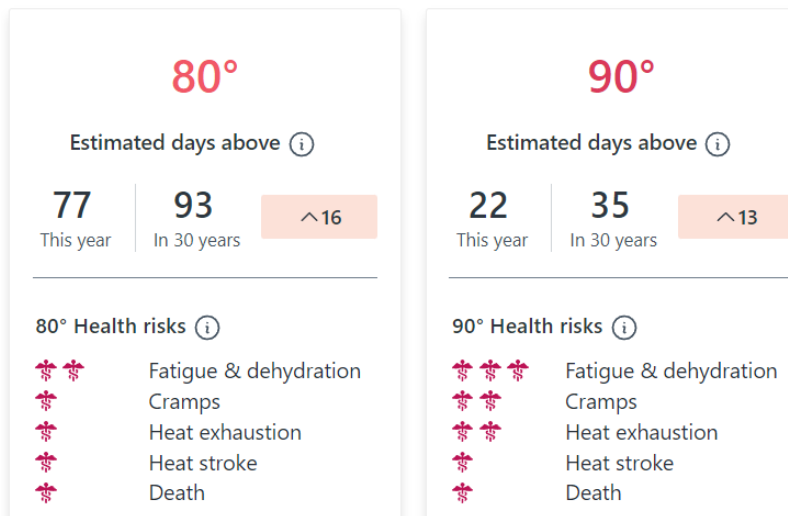 80°
Estimated days above
77
This year
93
In 30 years
16
80° Health risks
Fatigue & dehydration
Cramps
Heat exhaustion
Heat stroke
Death
90°
Estimated days above
22
This year
35
In 30 years
13
90° Health risks
Fatigue & dehydration
Cramps
Heat exhaustion
Heat stroke
Death